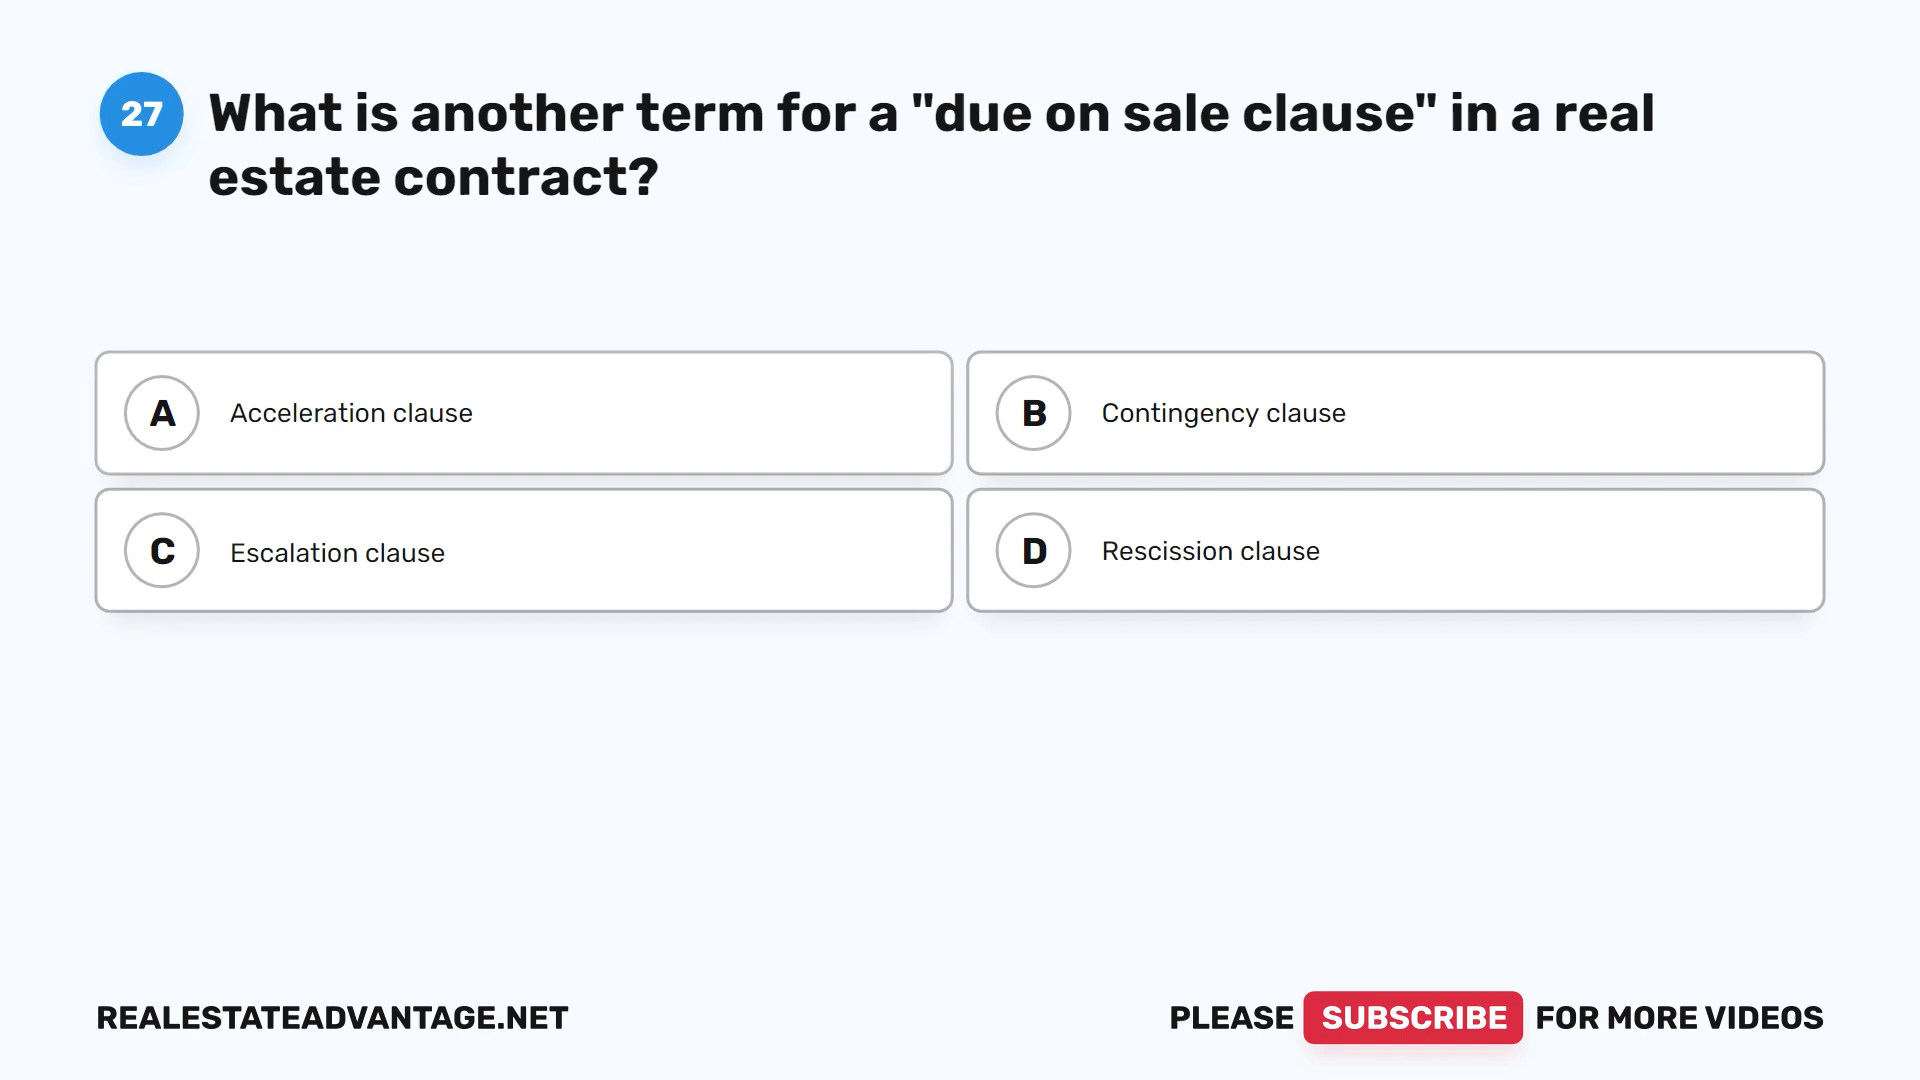 27
What is another term for a "due on sale clause" in a real
estate contract?
A Acceleration clause
B Contingency clause
C Escalation clause
D Rescission clause
REALESTATEADVANTAGE.NET
PLEASE SUBSCRIBE FOR MORE VIDEOS